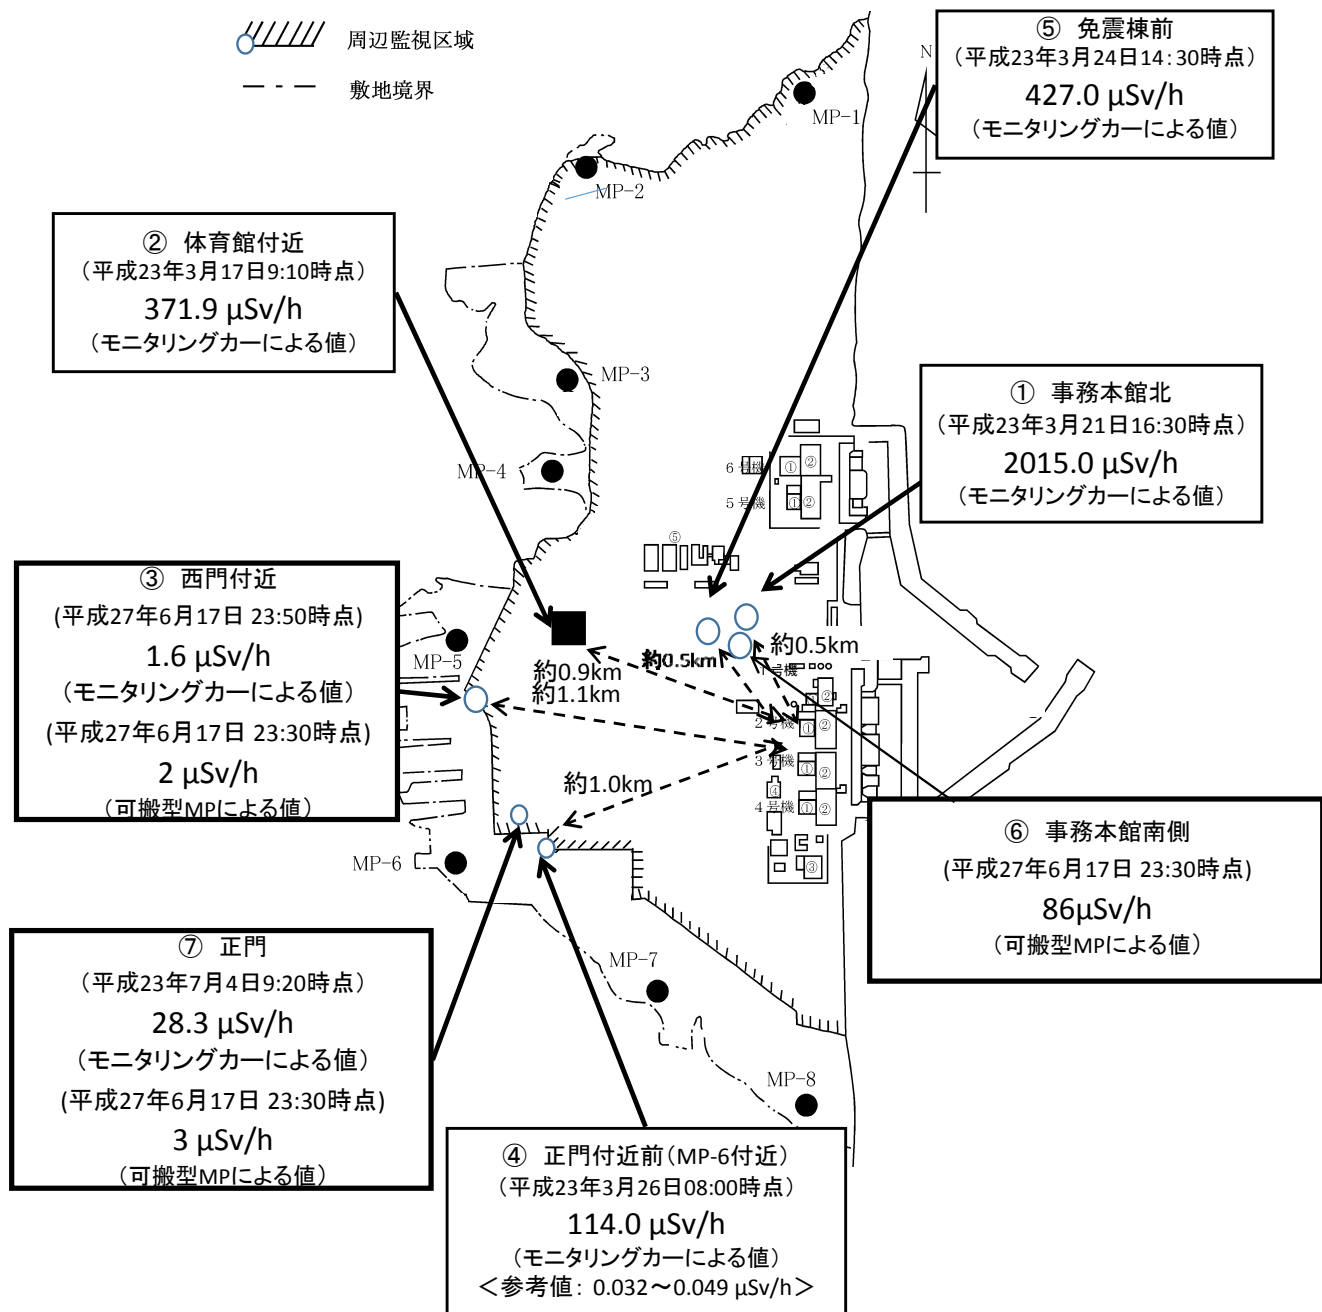 周辺監視区域
敷地境界
⑤ 免震棟前
（平成23年3月24日14：30時点）
427.0 μSv/h
（モニタリングカーによる値）
N
MP-1
MP-2
② 体育館付近
（平成23年3月17日9:10時点）
371.9 μSv/h
（モニタリングカーによる値）
MP-3
① 事務本館北
（平成23年3月21日16:30時点）
2015.0 μSv/h
（モニタリングカーによる値）
MP-4
6号機
① ②
5号機
① ②
⑤
③ 西門付近
(平成27年6月17日 23:50時点)
1.6 μSv/h
（モニタリングカーによる値）
(平成27年6月17日 23:30時点)
2 μSv/h
（可搬型MPによる値）
MP-5
約0.9km
約1.1km
約0.5km
約0.5km
1号機
②
2号機
① ②
3号機
① ②
④
4号機
① ②
③
約1.0km
⑥ 事務本館南側
(平成27年6月17日 23:30時点)
86μSv/h
（可搬型MPによる値）
MP-6
⑦ 正門
（平成23年7月4日9:20時点）
28.3 μSv/h
（モニタリングカーによる値）
(平成27年6月17日 23:30時点)
3 μSv/h
（可搬型MPによる値）
MP-7
MP-8
④ 正門付近前（MP-6付近）
（平成23年3月26日08:00時点）
114.0 μSv/h
（モニタリングカーによる値）
＜参考値：0.032～0.049 μSv/h＞